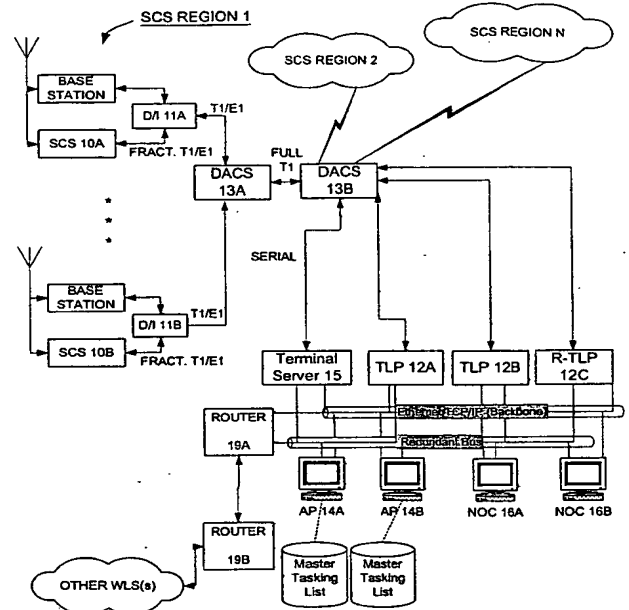 SCS REGION 1
SCS REGION 2
SCS REGION N
BASE
STATION
D/I 11A
T1/E1
SCS 10A
FRACT. T1/E1
DACS
13A
FULL
T1
DACS
13B
*
*
*
SERIAL
BASE
STATION
D/I 11B
T1/E1
SCS 10B
FRACT. T1/E1
Terminal
Server 15
TLP 12A
TLP 12B
R-TLP
12C
Ethernet TCP/IP (Backbone)
Redundant Bus
ROUTER
19A
AP 14A
AP 14B
NOC 16A
NOC 16B
ROUTER
19B
Master
Tasking
List
Master
Tasking
List
OTHER WLS(s)